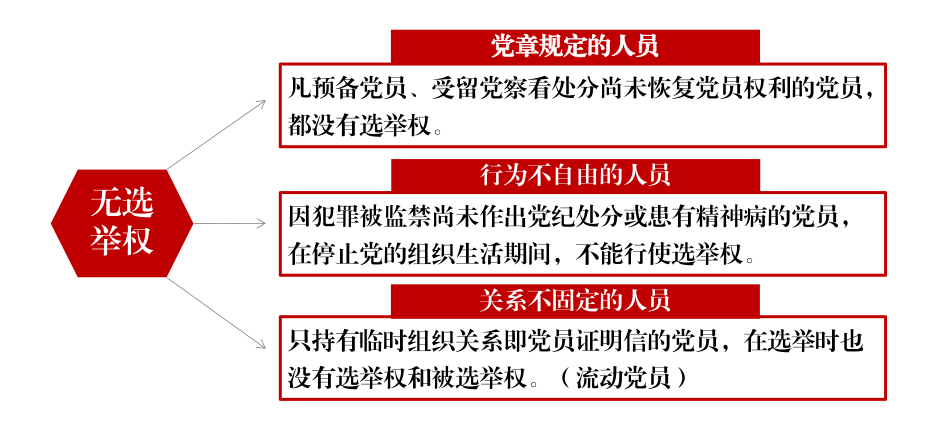 党章规定的人员
凡预备党员、受留党察看处分尚未恢复党员权利的党员，
都没有选举权。
无选
举权
行为不自由的人员
因犯罪被监禁尚未作出党纪处分或患有精神病的党员，
在停止党的组织生活期间，不能行使选举权。
关系不固定的人员
只持有临时组织关系即党员证明信的党员，在选举时也
没有选举权和被选举权。（流动党员）